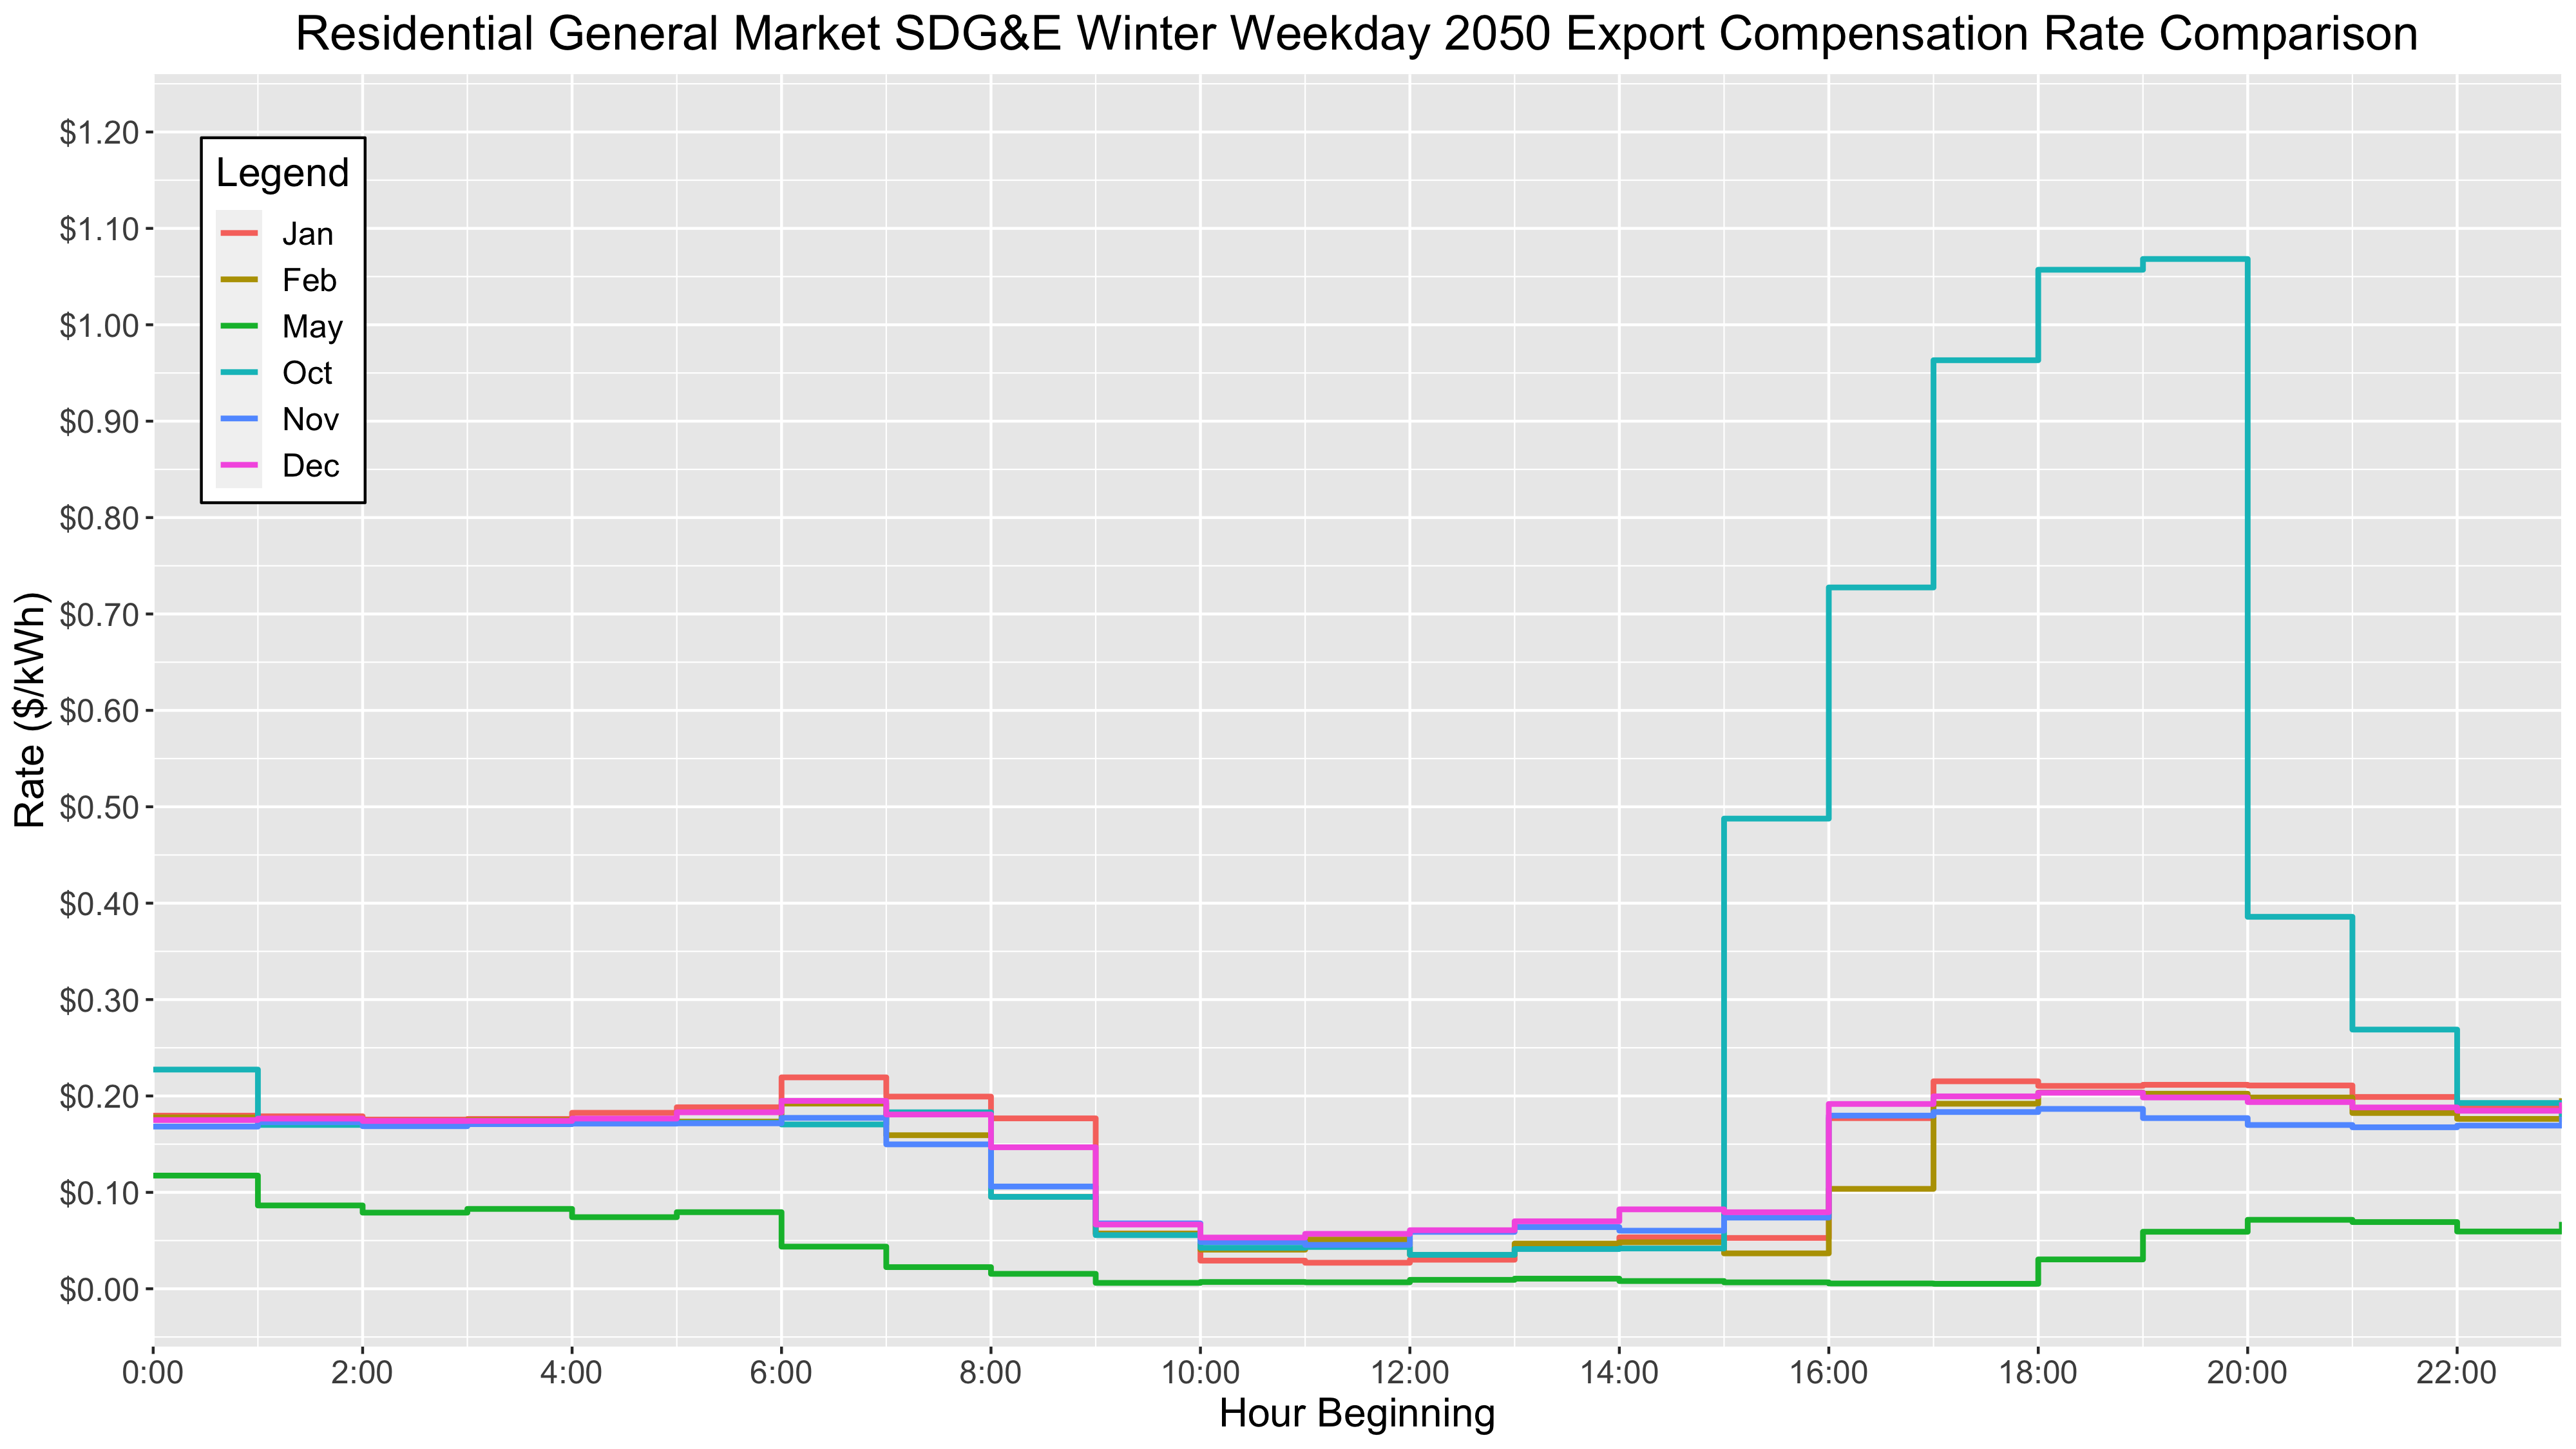 Residential General Market SDG&E Winter Weekday 2050 Export Compensation Rate Comparison
$1.20
$1.10
$1.00
$0.90
$0.80
$0.70
$0.60
$0.50
$0.40
$0.30
$0.20
$0.10
$0.00
Rate ($/kWh)
Legend
Jan
Feb
May
Oct
Nov
Dec
0:00 2:00 4:00 6:00 8:00 10:00 12:00 14:00 16:00 18:00 20:00 22:00
Hour Beginning